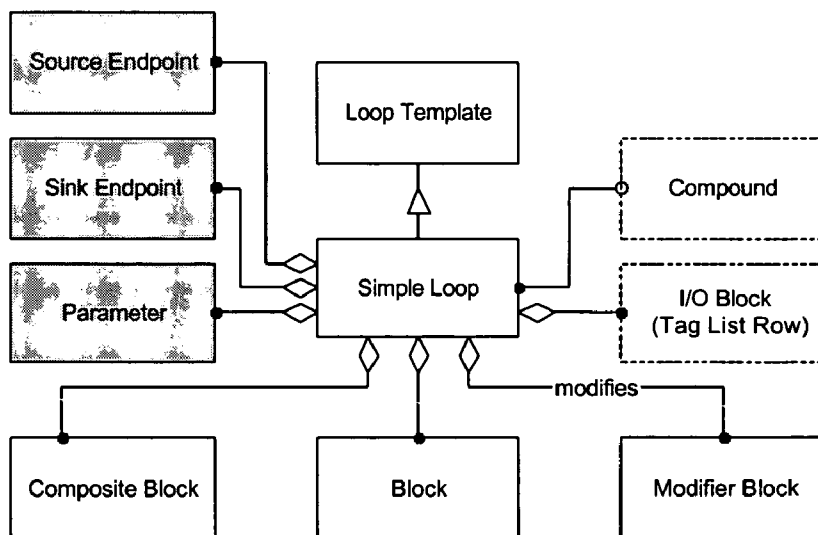 Source Endpoint
Loop Template
Sink Endpoint
Compound
Parameter
Simple Loop
I/O Block
(Tag List Row)
modifies
Composite Block
Block
Modifier Block